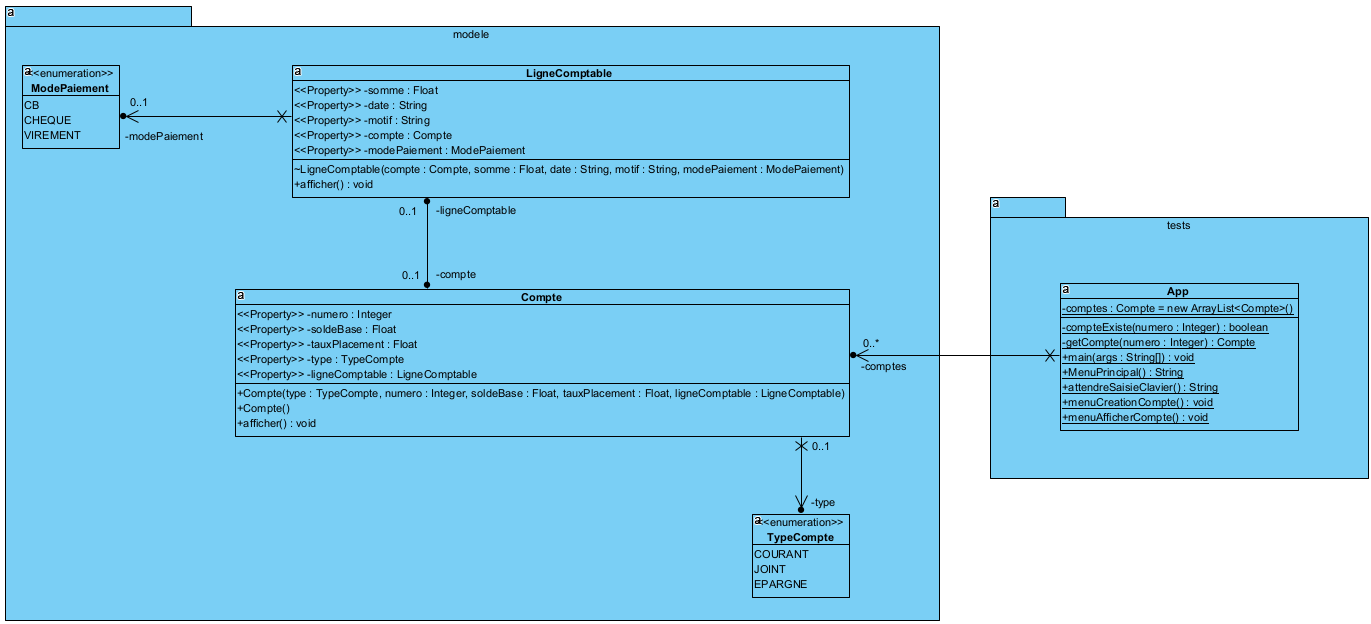 a
modele
a
<<enumeration>>
ModePaiement
CB
CHEQUE
VIREMENT
0..1
-modePaiement
a
LigneComptable
<<Property>> -somme : Float
<<Property>> -date : String
<<Property>> -motif : String
<<Property>> -compte : Compte
<<Property>> -modePaiement : ModePaiement
~LigneComptable(compte : Compte, somme : Float, date : String, motif : String, modePaiement : ModePaiement)
+afficher() : void
0..1
-ligneComptable
0..1
-compte
a
Compte
<<Property>> -numero : Integer
<<Property>> -soldeBase : Float
<<Property>> -tauxPlacement : Float
<<Property>> -type : TypeCompte
<<Property>> -ligneComptable : LigneComptable
+Compte(type : TypeCompte, numero : Integer, soldeBase : Float, tauxPlacement : Float, ligneComptable : LigneComptable)
+Compte()
+afficher() : void
0..*
-comptes
0..1
-type
a
<<enumeration>>
TypeCompte
COURANT
JOINT
EPARGNE
a
tests
a
App
-comptes : Compte = new ArrayList<Compte>()
-compteExiste(numero : Integer) : boolean
-getCompte(numero : Integer) : Compte
+main(args : String[]) : void
+MenuPrincipal() : String
+attendreSaisieClavier() : String
+menuCreationCompte() : void
+menuAfficherCompte() : void